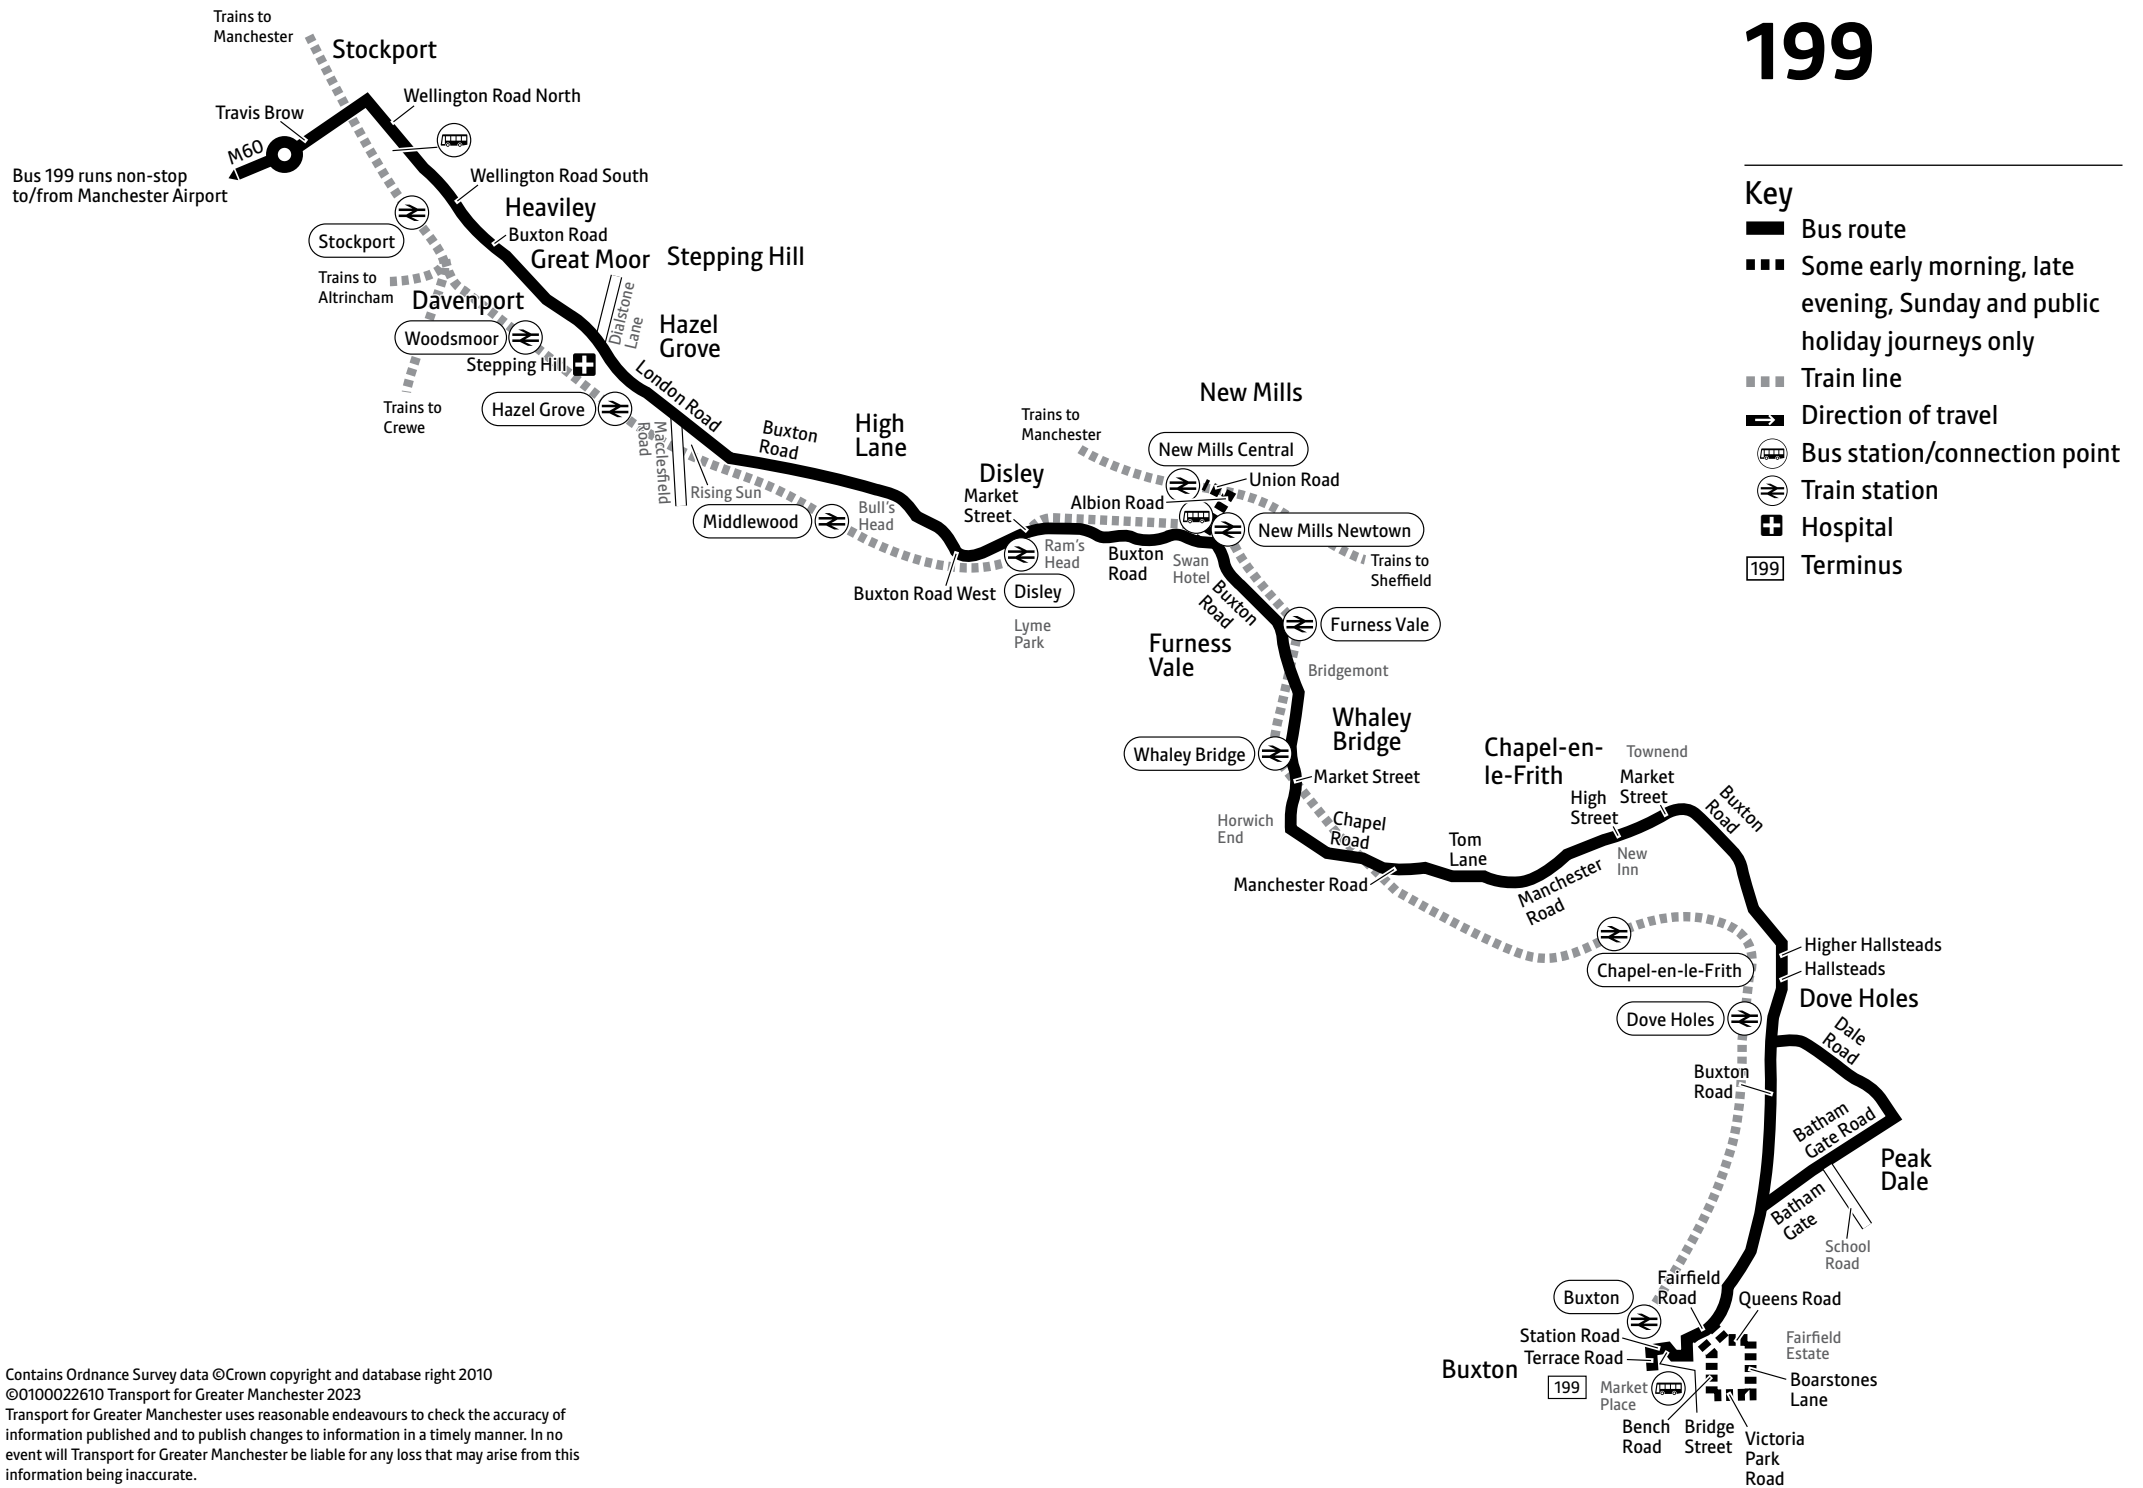 199
Trains to
Manchester
Stockport
Wellington Road North
Travis Brow
M60
Bus 199 runs non-stop
to/from Manchester Airport
Wellington Road South
Heaviley
Buxton Road
Stockport
Great Moor
Stepping Hill
Trains to
Altrincham
Davenport
Dialstone
Lane
Woodsmoor
Hazel
Grove
Stepping Hill
London Road
Hazel Grove
Trains to
Crewe
Macclesfield
Road
Rising Sun
Buxton
Road
High
Lane
Middlewood
Bull's
Head
Disley
Market
Street
Buxton Road West
Ram's
Head
Disley
Lyme
Park
New Mills
Trains to
Manchester
New Mills Central
Union Road
Albion Road
New Mills Newtown
Buxton
Road
Swan
Hotel
Trains to
Sheffield
Buxton
Road
Furness
Vale
Furness Vale
Bridgemont
Whaley
Bridge
Whaley Bridge
Market Street
Horwich
End
Chapel
Road
Manchester Road
Tom
Lane
Chapel-en-
le-Frith
Townend
Market
Street
High
Street
Manchester
Road
New
Inn
Buxton
Road
Chapel-en-le-Frith
Higher Hallsteads
Hallsteads
Dove Holes
Dove Holes
Dale
Road
Buxton
Road
Batham
Gate Road
Peak
Dale
Batham
Gate
School
Road
Fairfield
Road
Buxton
Queens Road
Station Road
Terrace Road
Fairfield
Estate
Buxton
199
Market
Place
Boarstones
Lane
Bench
Road
Bridge
Street
Victoria
Park
Road
Key
Bus route
Some early morning, late
evening, Sunday and public
holiday journeys only
Train line
Direction of travel
Bus station/connection point
Train station
Hospital
199 Terminus
Contains Ordnance Survey data ©Crown copyright and database right 2010
©0100022610 Transport for Greater Manchester 2023
Transport for Greater Manchester uses reasonable endeavours to check the accuracy of
information published and to publish changes to information in a timely manner. In no
event will Transport for Greater Manchester be liable for any loss that may arise from this
information being inaccurate.